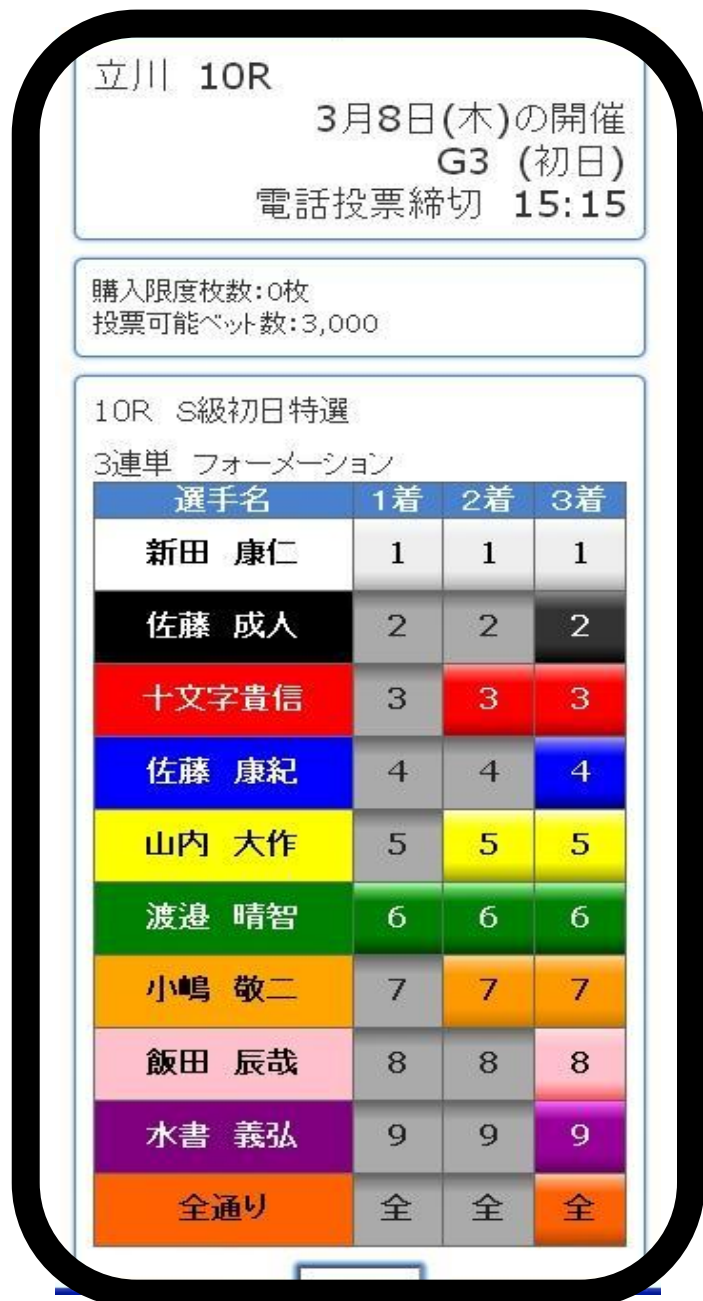 立川 10R
3月8日(木)の開催
G3 (初日)
電話投票締切 15:15
購入限度枚数:0枚
投票可能ベット数:3,000
10R S級初日特選
3連単 フォーメーション
選手名 1着 2着 3着
新田 康仁 1 1 1
佐藤 成人 2 2 2
十文字貴信 3 3 3
佐藤 康紀 4 4 4
山内 大作 5 5 5
渡邉 晴智 6 6 6
小嶋 敬二 7 7 7
飯田 辰哉 8 8 8
水書 義弘 9 9 9
全通り 全 全 全